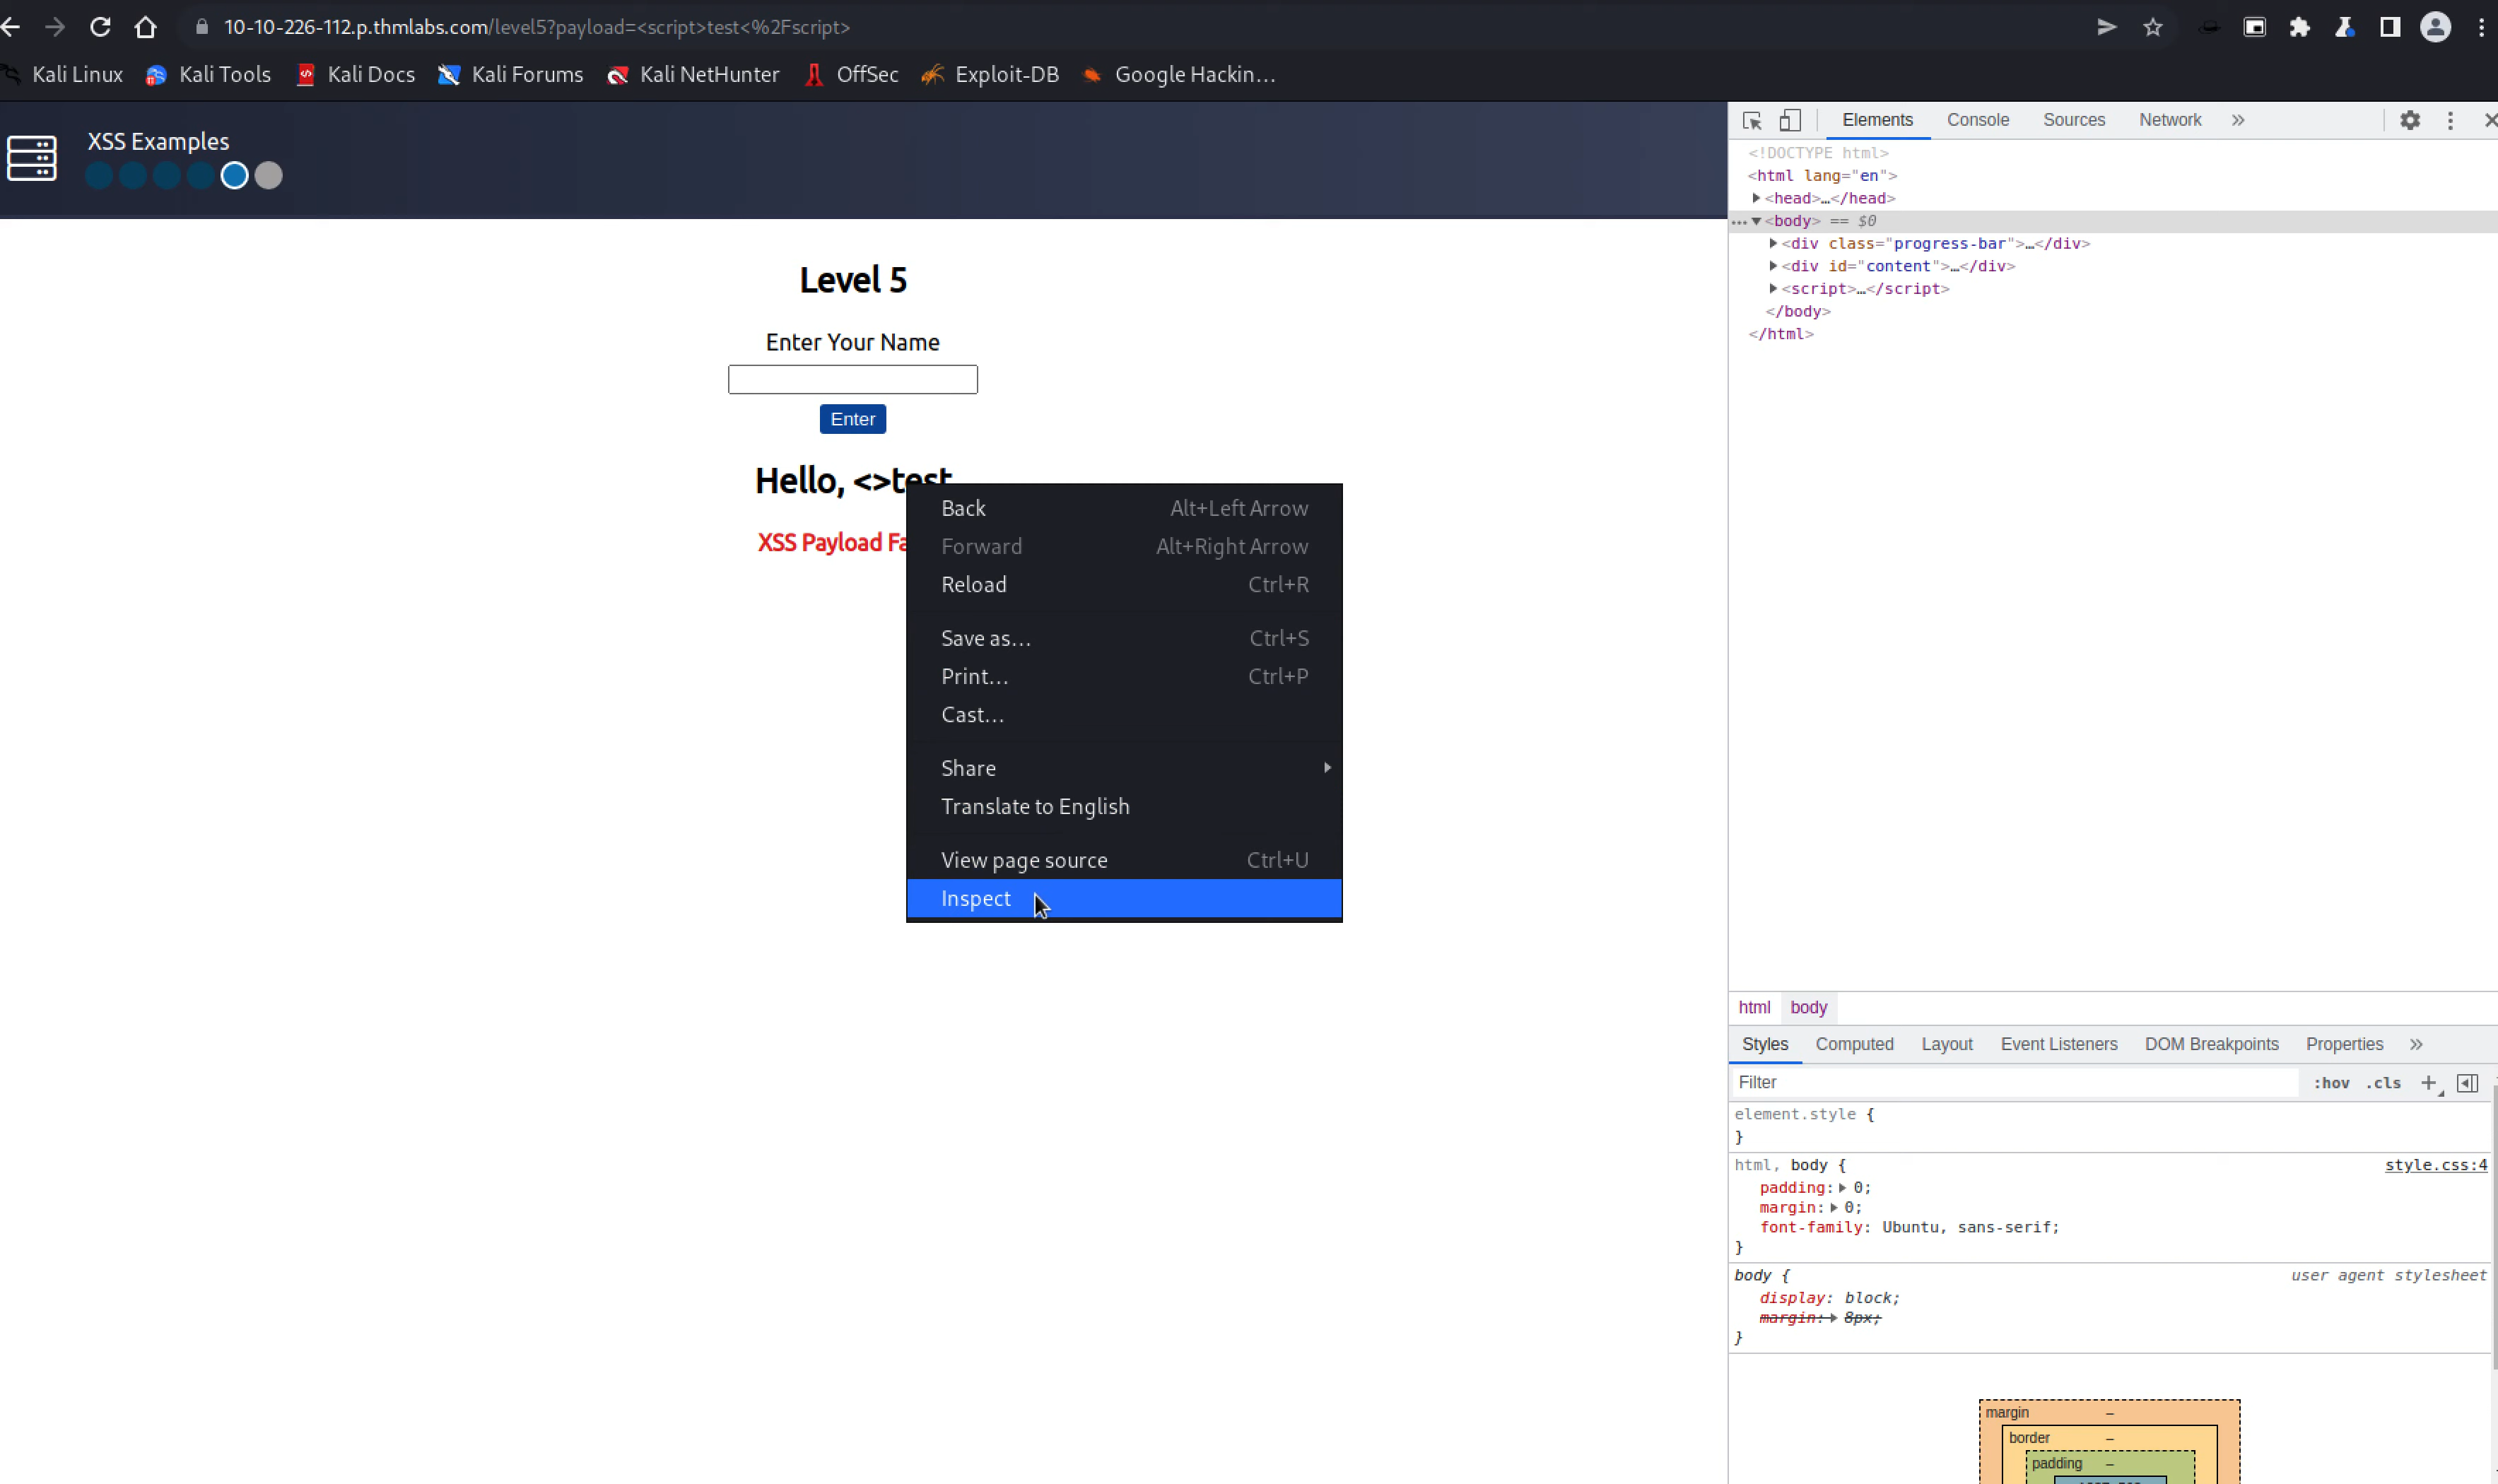 10-10-226-112.p.thmlabs.com/level5?payload=<script>test<%2Fscript>
Kali Linux Kali Tools Kali Docs Kali Forums Kali NetHunter OffSec Exploit-DB Google Hackin…
XSS Examples
Level 5
Enter Your Name
Enter
Hello, <>test
XSS Payload Fa
Back Alt+Left Arrow
Forward Alt+Right Arrow
Reload Ctrl+R
Save as… Ctrl+S
Print… Ctrl+P
Cast…
Share
Translate to English
View page source Ctrl+U
Inspect
Elements Console Sources Network »
<!DOCTYPE html>
<html lang="en">
<head>…</head>
… <body> == $0
<div class="progress-bar">…</div>
<div id="content">…</div>
<script>…</script>
</body>
</html>
html body
Styles Computed Layout Event Listeners DOM Breakpoints Properties »
Filter :hov .cls +
element.style {
}
html, body { style.css:4
padding: 0;
margin: 0;
font-family: Ubuntu, sans-serif;
}
body { user agent stylesheet
display: block;
margin: 8px;
}
margin –
border –
padding –